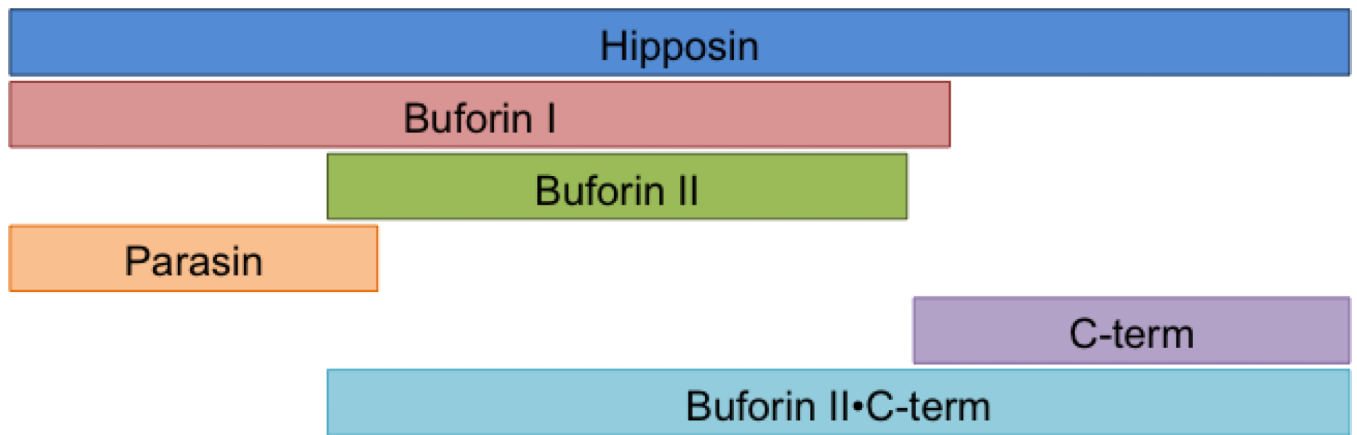 Hipposin
Buforin I
Buforin II
Parasin
C-term
Buforin II•C-term